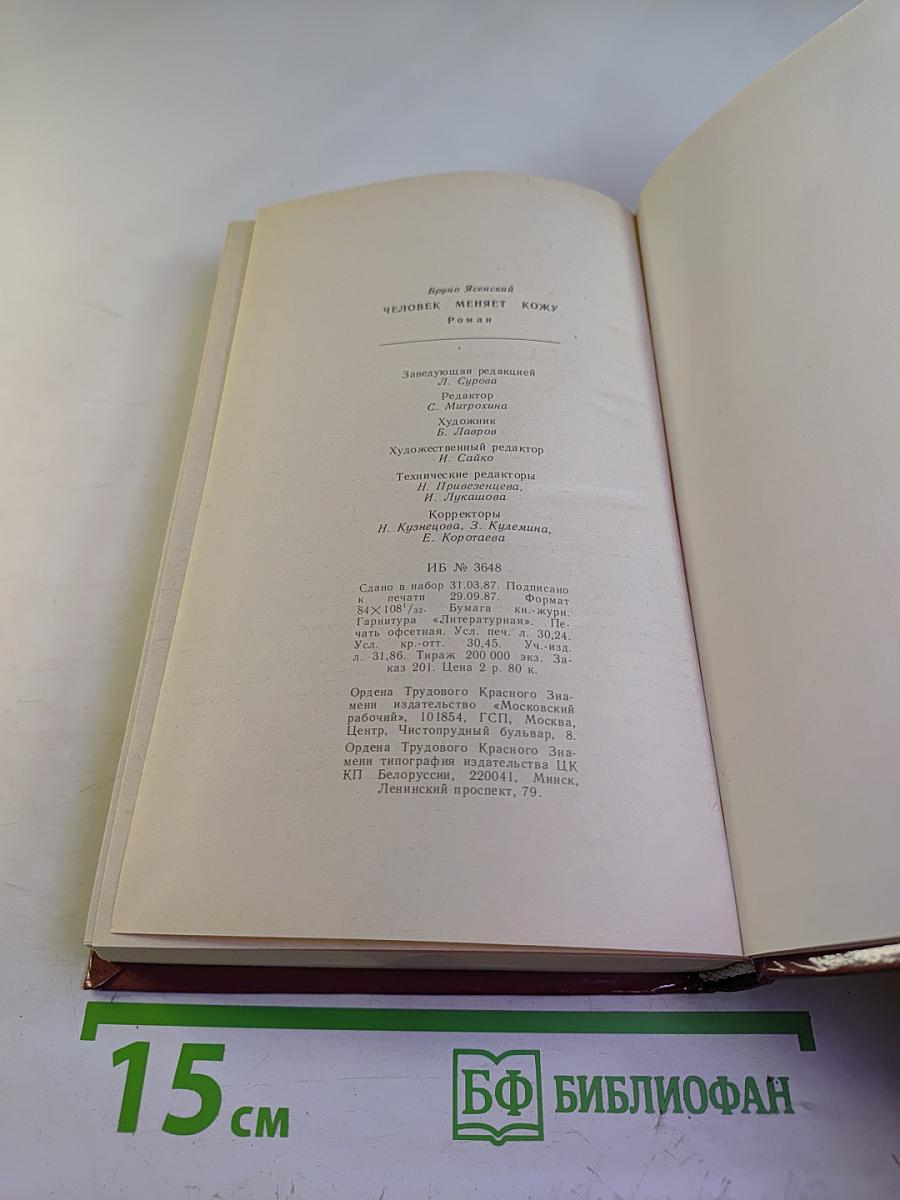 Бруно Ясенский
ЧЕЛОВЕК МЕНЯЕТ КОЖУ
Роман
Заведующая редакцией
Л. Сурова
Редактор
С. Митрохина
Художник
Б. Лавров
Художественный редактор
И. Сайко
Технические редакторы
Н. Привезенцева,
И. Лукашова
Корректоры
Н. Кузнецова, З. Кулемина,
Е. Коротаева
ИБ № 3648
Сдано в набор 31.03.87. Подписано
к печати 29.09.87. Формат
84×108¹/₃₂. Бумага кн.-журн.
Гарнитура «Литературная». Пе-
чать офсетная. Усл. печ. л. 30,24.
Усл. кр.-отт. 30,45. Уч.-изд.
л. 31,86. Тираж 200 000 экз. За-
каз 201. Цена 2 р. 80 к.
Ордена Трудового Красного Зна-
мени издательство «Московский
рабочий», 101854, ГСП, Москва,
Центр, Чистопрудный бульвар, 8.
Ордена Трудового Красного Зна-
мени типография издательства ЦК
КП Белоруссии, 220041, Минск,
Ленинский проспект, 79.
15 см
БФ БИБЛИОФАН